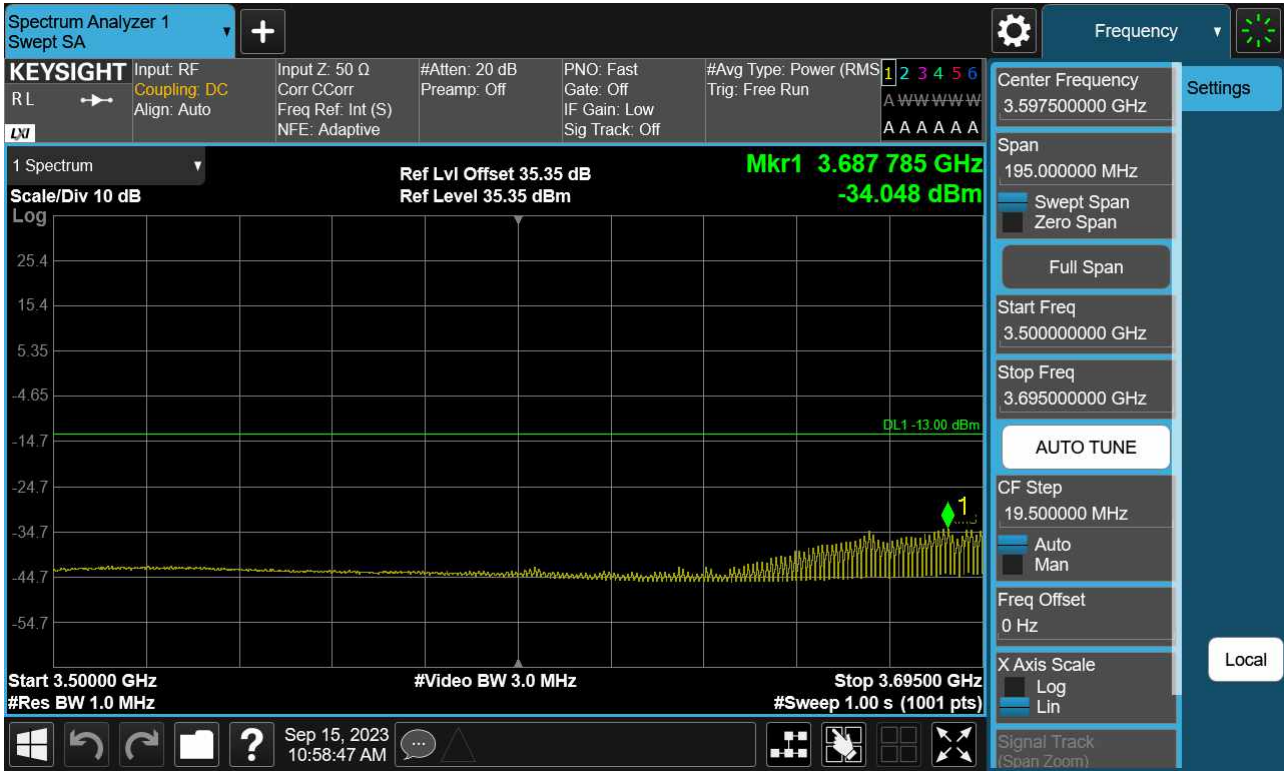 Spectrum Analyzer 1
Swept SA
+
Frequency
KEYSIGHT
R L
LXI
Input: RF
Coupling: DC
Align: Auto
Input Z: 50 Ω
Corr CCorr
Freq Ref: Int (S)
NFE: Adaptive
#Atten: 20 dB
Preamp: Off
PNO: Fast
Gate: Off
IF Gain: Low
Sig Track: Off
#Avg Type: Power (RMS
Trig: Free Run
1 2 3 4 5 6
A W W W W W
A A A A A A
1 Spectrum
Scale/Div 10 dB
Log
Ref Lvl Offset 35.35 dB
Ref Level 35.35 dBm
Mkr1 3.687 785 GHz
-34.048 dBm
25.4
15.4
5.35
-4.65
-14.7
-24.7
-34.7
-44.7
-54.7
DL1 -13.00 dBm
1
Start 3.50000 GHz
#Res BW 1.0 MHz
#Video BW 3.0 MHz
Stop 3.69500 GHz
#Sweep 1.00 s (1001 pts)
Center Frequency
3.597500000 GHz
Span
195.000000 MHz
Swept Span
Zero Span
Full Span
Start Freq
3.500000000 GHz
Stop Freq
3.695000000 GHz
AUTO TUNE
CF Step
19.500000 MHz
Auto
Man
Freq Offset
0 Hz
X Axis Scale
Log
Lin
Signal Track
(Span Zoom)
Settings
Local
?
Sep 15, 2023
10:58:47 AM